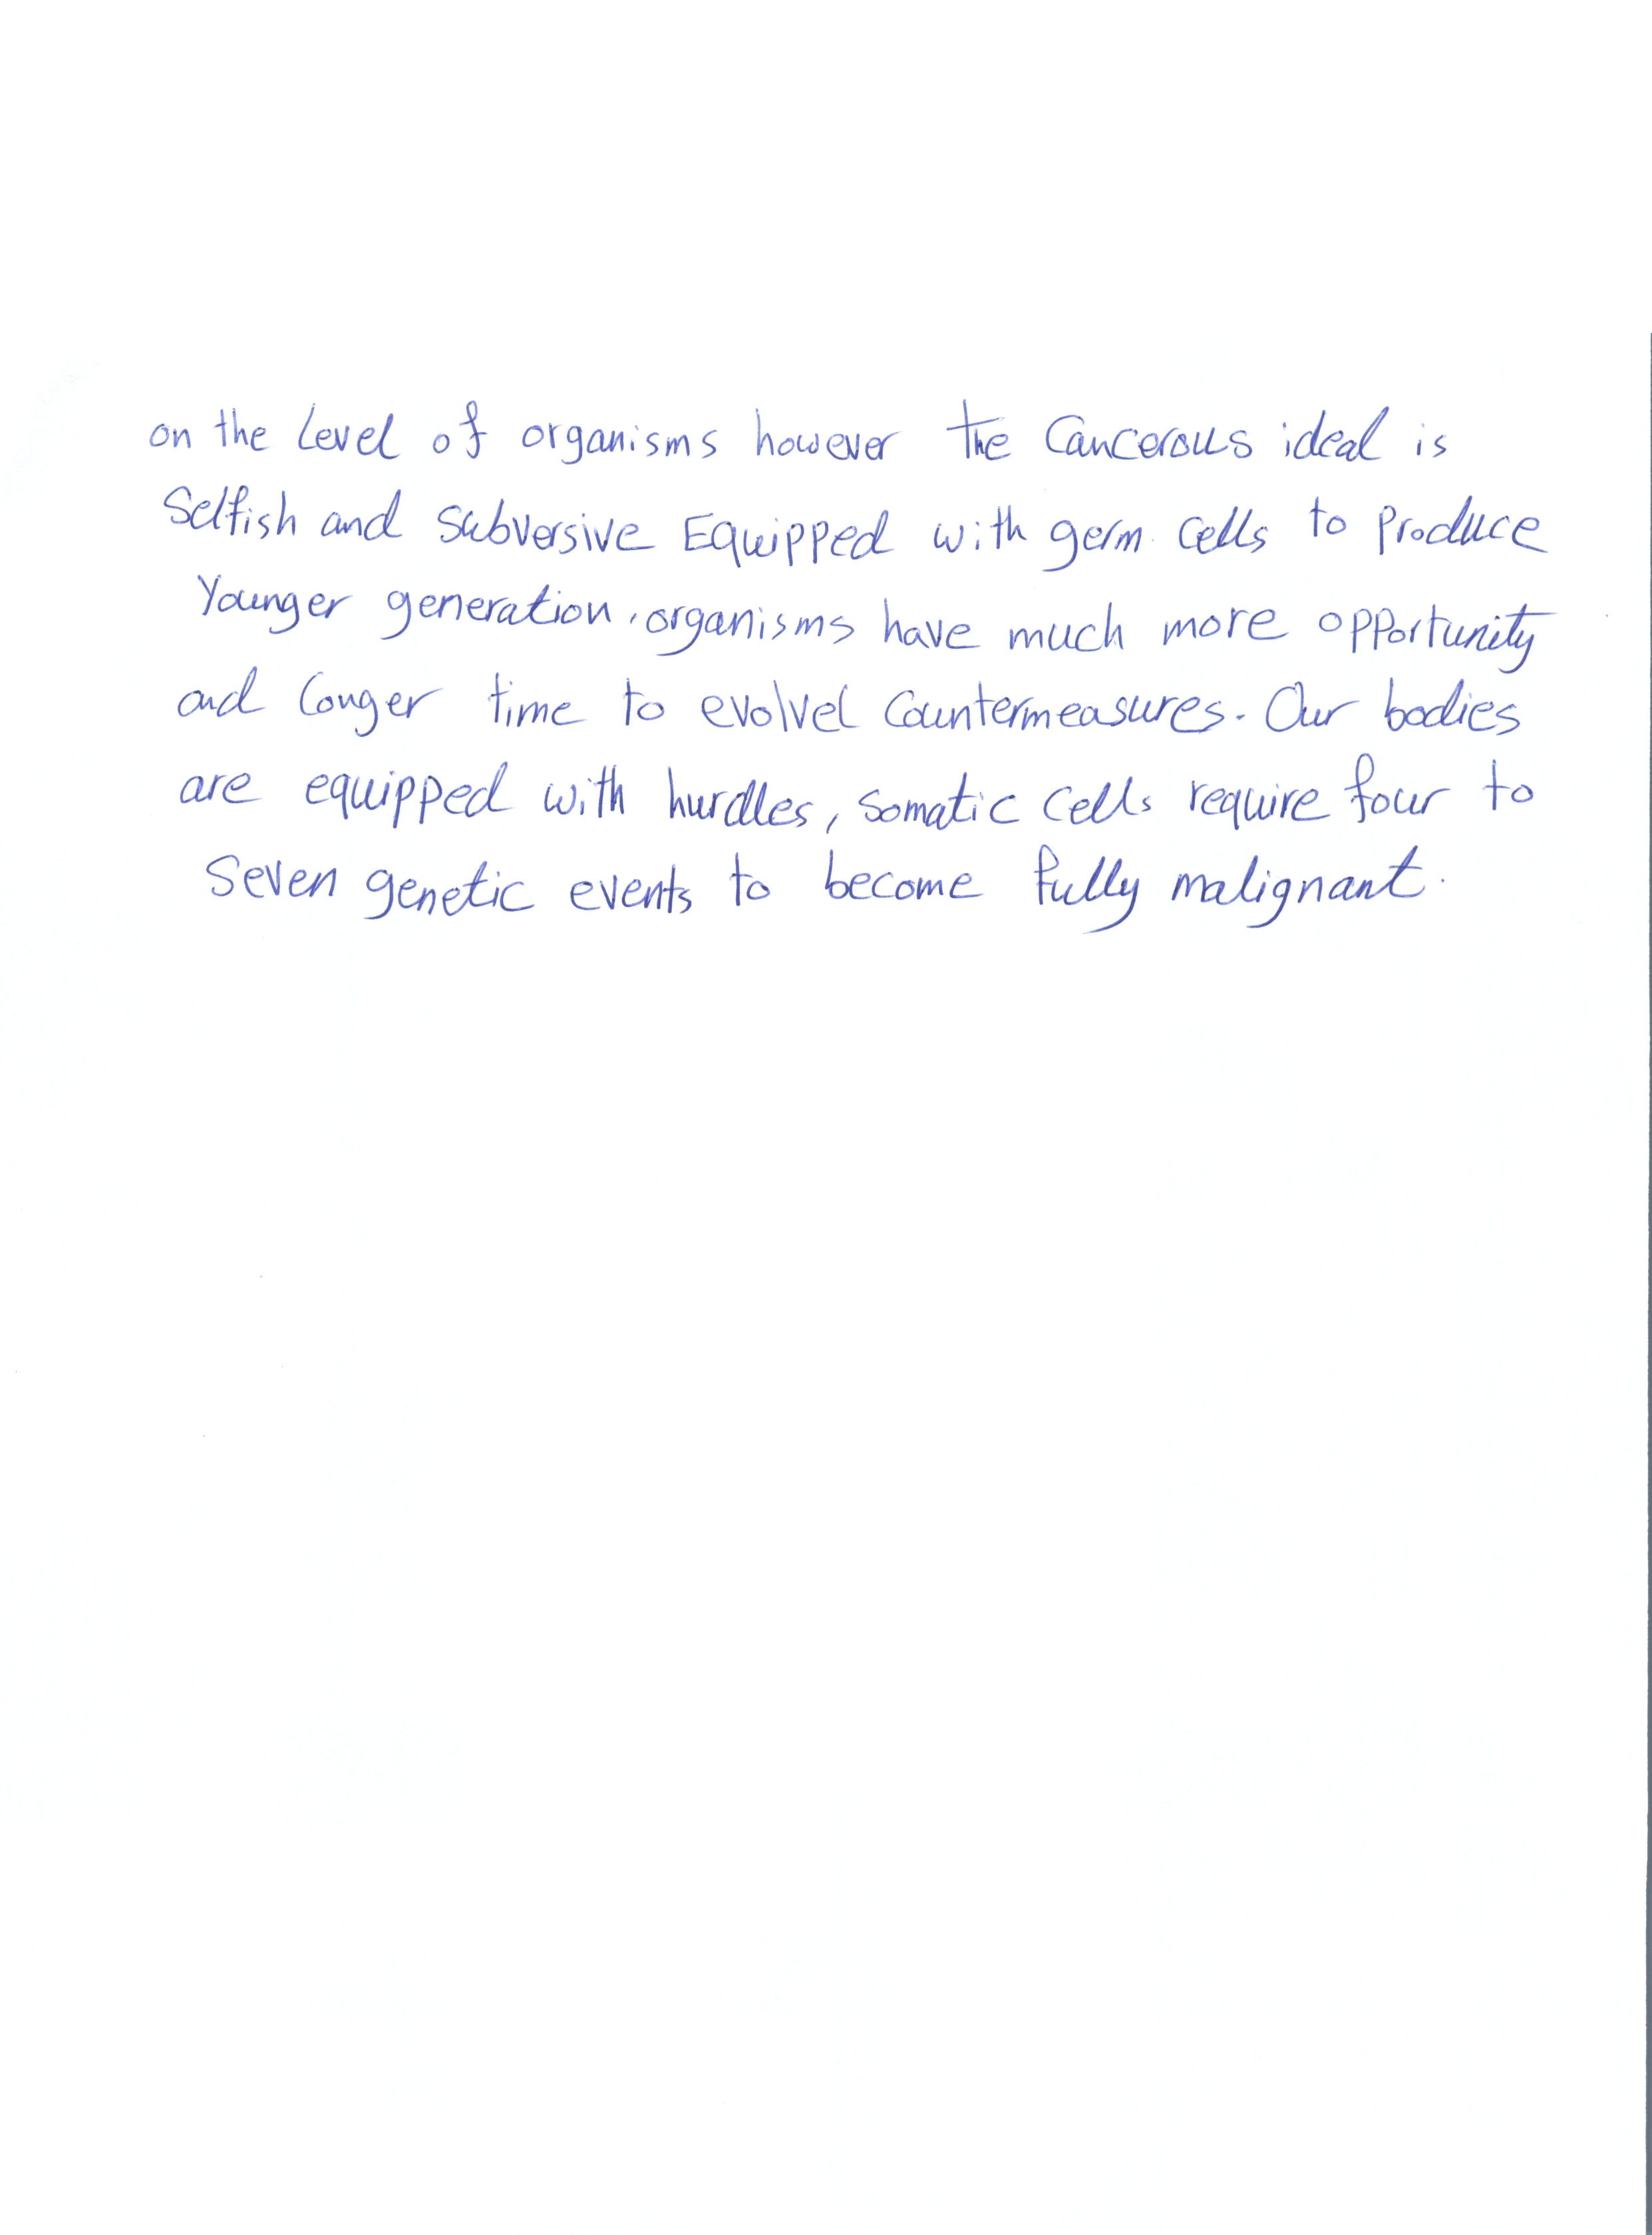 on the Level of organisms however the Cancerous ideal is
Selfish and subversive Equipped with germ cells to produce
Younger generation, organisms have much more opportunity
and longer time to evolvel Countermeasures. Our bodies
are equipped with hurdles, somatic cells require four to
Seven genetic events to become fully malignant.